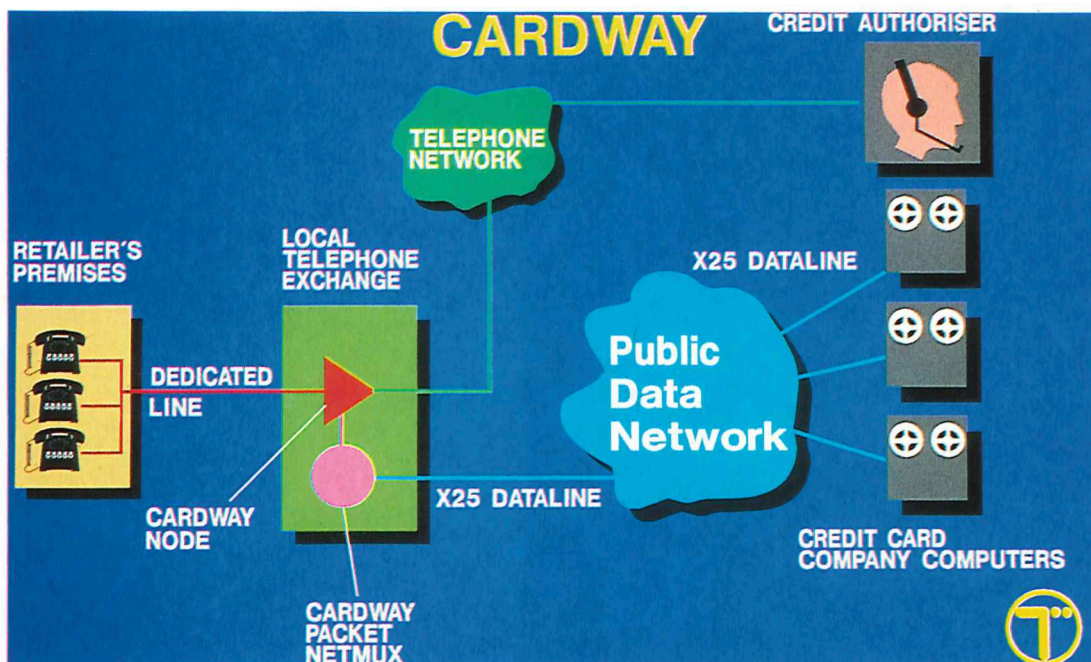 CARDWAY
CREDIT AUTHORISER
TELEPHONE
NETWORK
RETAILER'S
PREMISES
LOCAL
TELEPHONE
EXCHANGE
X25 DATALINE
DEDICATED
LINE
Public
Data
Network
X25 DATALINE
CARDWAY
NODE
CREDIT CARD
COMPANY COMPUTERS
CARDWAY
PACKET
NETMUX